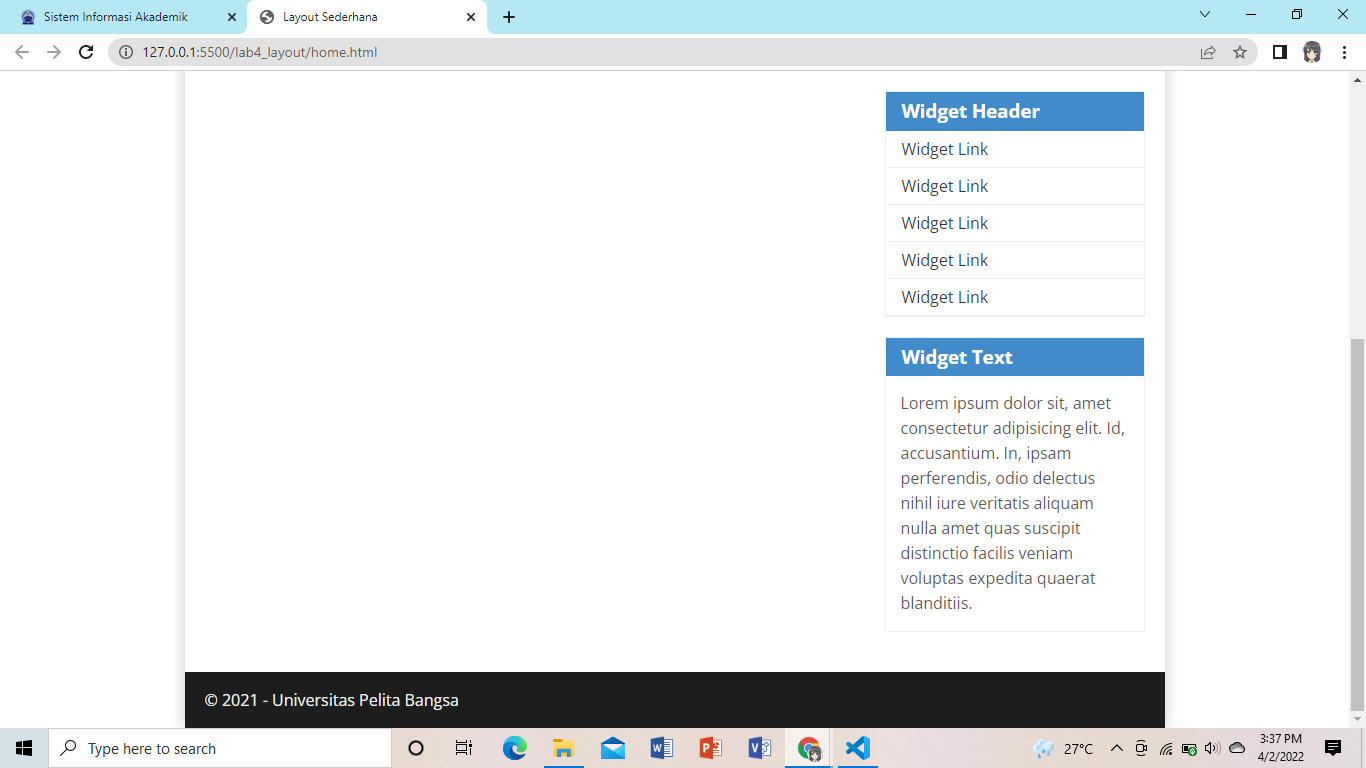 Sistem Informasi Akademik
Layout Sederhana
127.0.0.1:5500/lab4_layout/home.html
Widget Header
Widget Link
Widget Link
Widget Link
Widget Link
Widget Link
Widget Text
Lorem ipsum dolor sit, amet
consectetur adipisicing elit. Id,
accusantium. In, ipsam
perferendis, odio delectus
nihil iure veritatis aliquam
nulla amet quas suscipit
distinctio facilis veniam
voluptas expedita quaerat
blanditiis.
© 2021 - Universitas Pelita Bangsa
Type here to search
27°C
3:37 PM
4/2/2022